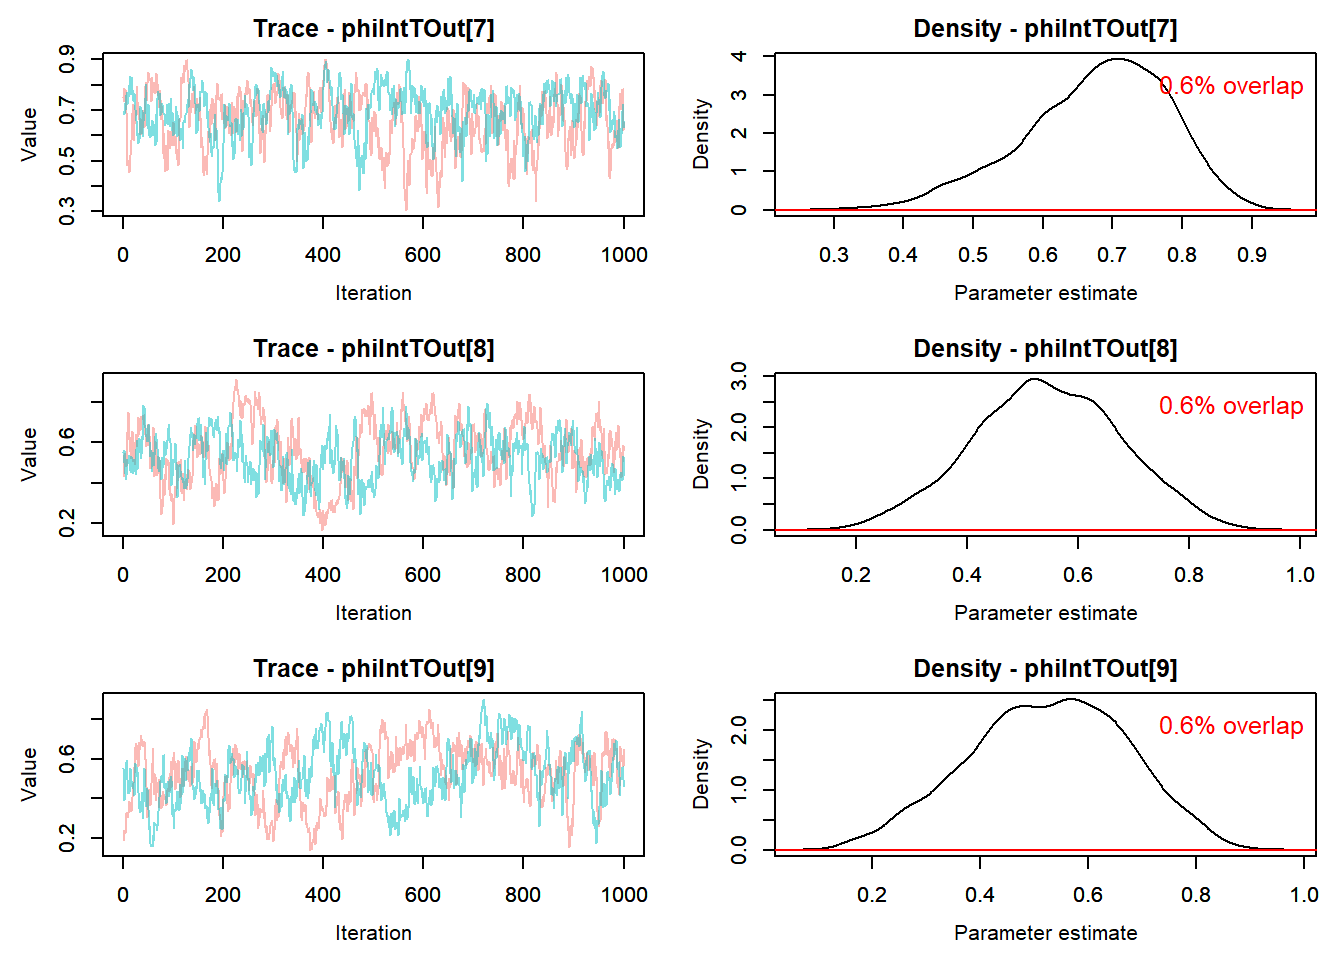 Trace - phiIntTOut[7]
Value
0.3 0.5 0.7 0.9
0 200 400 600 800 1000
Iteration
Density - phiIntTOut[7]
0.6% overlap
Density
0 1 2 3 4
0.3 0.4 0.5 0.6 0.7 0.8 0.9
Parameter estimate
Trace - phiIntTOut[8]
Value
0.2 0.6
0 200 400 600 800 1000
Iteration
Density - phiIntTOut[8]
0.6% overlap
Density
0.0 1.0 2.0 3.0
0.2 0.4 0.6 0.8 1.0
Parameter estimate
Trace - phiIntTOut[9]
Value
0.2 0.6
0 200 400 600 800 1000
Iteration
Density - phiIntTOut[9]
0.6% overlap
Density
0.0 1.0 2.0
0.2 0.4 0.6 0.8 1.0
Parameter estimate